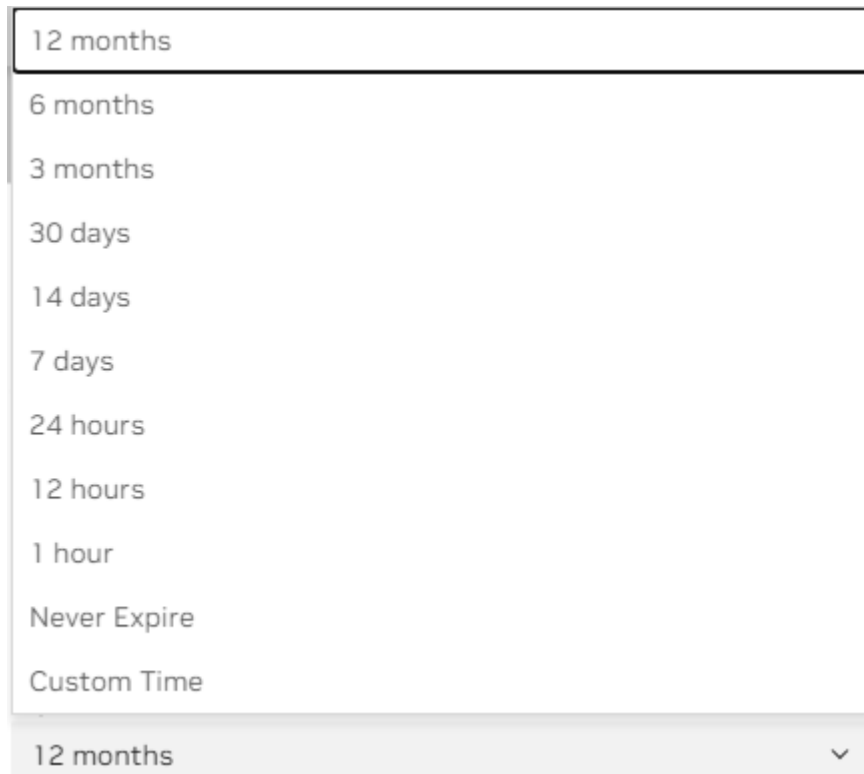 12 months
6 months
3 months
30 days
14 days
7 days
24 hours
12 hours
1 hour
Never Expire
Custom Time
12 months